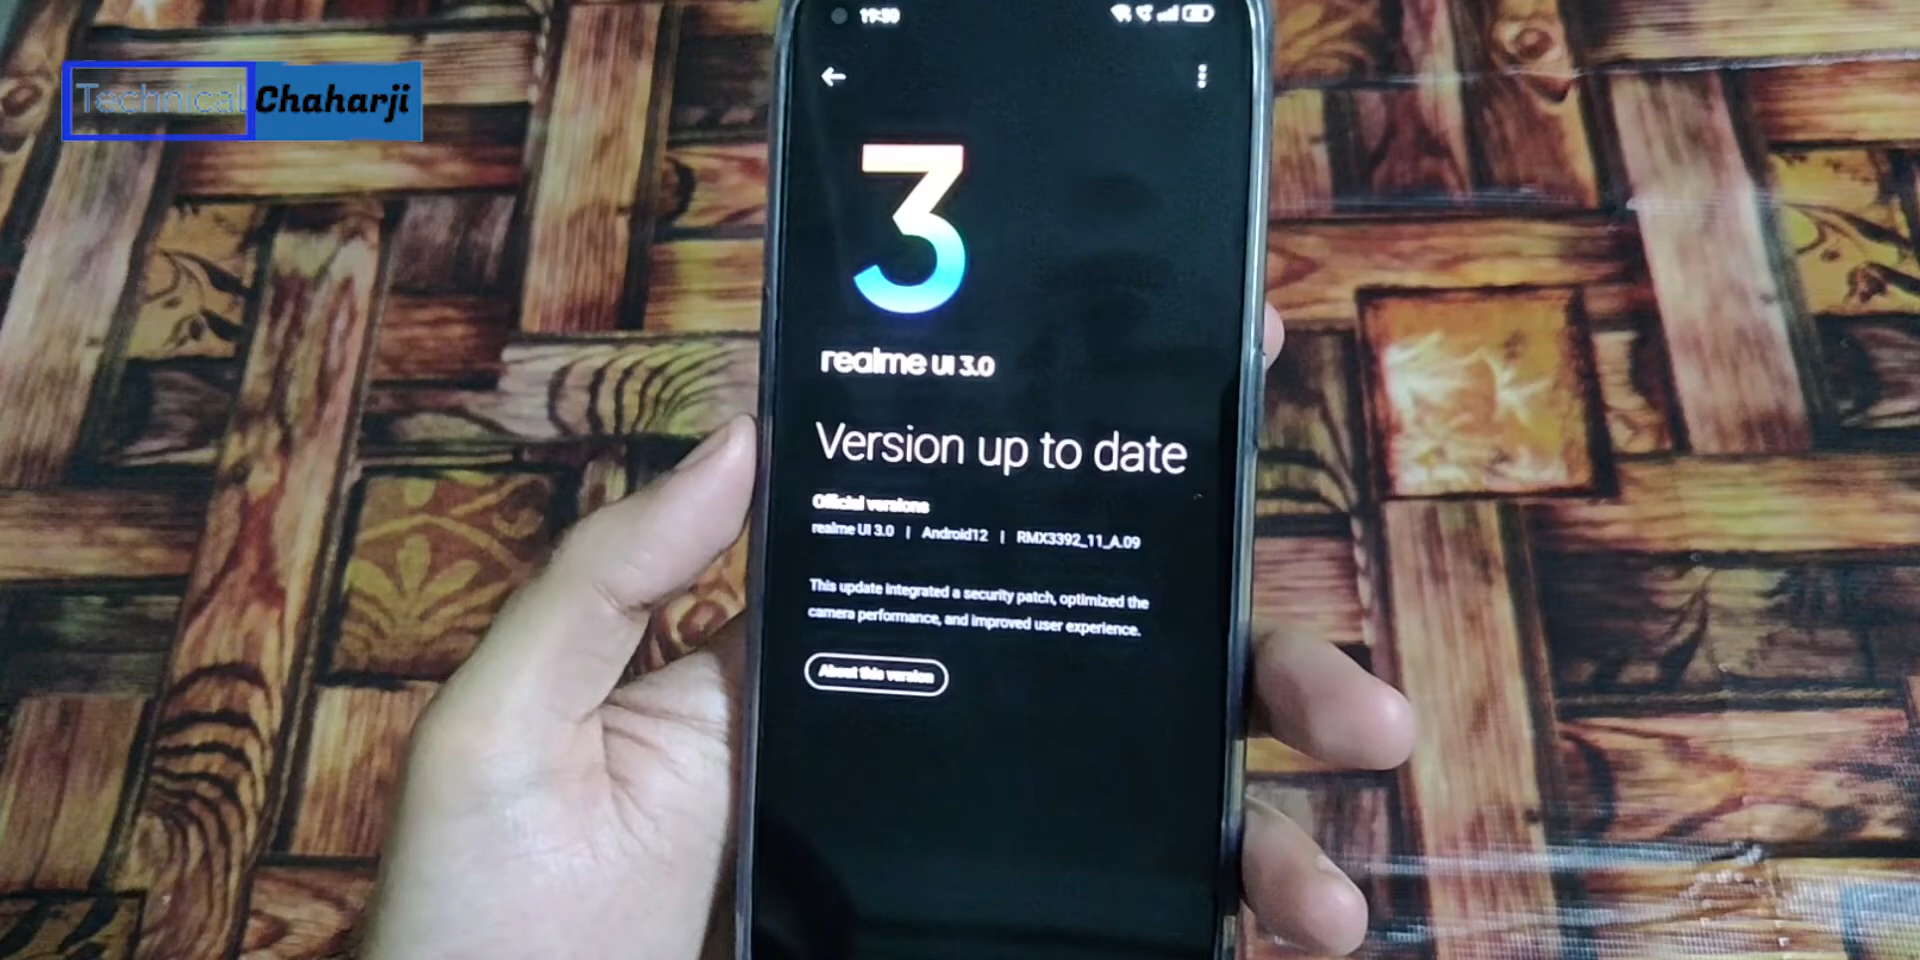 Technical Chaharji
19:30
3
realme UI 3.0
Version up to date
Official versions
realme UI 3.0 | Android12 | RMX3392_11_A.09
This update integrated a security patch, optimized the
camera performance, and improved user experience.
About this version